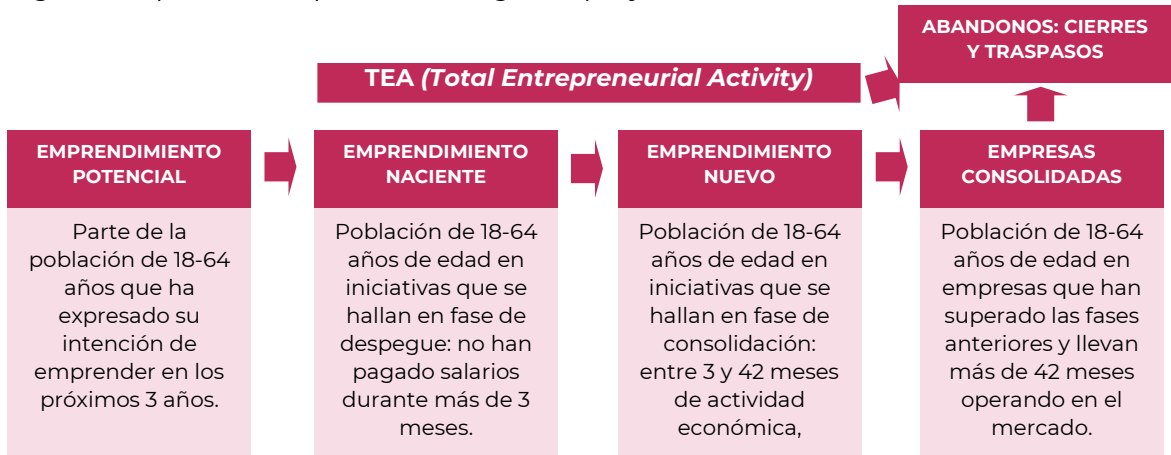 ABANDONOS: CIERRES
Y TRASPASOS
TEA (Total Entrepreneurial Activity)
EMPRENDIMIENTO
POTENCIAL
Parte de la
población de 18-64
años que ha
expresado su
intención de
emprender en los
próximos 3 años.
EMPRENDIMIENTO
NACIENTE
Población de 18-64
años de edad en
iniciativas que se
hallan en fase de
despegue: no han
pagado salarios
durante más de 3
meses.
EMPRENDIMIENTO
NUEVO
Población de 18-64
años de edad en
iniciativas que se
hallan en fase de
consolidación:
entre 3 y 42 meses
de actividad
económica,
EMPRESAS
CONSOLIDADAS
Población de 18-64
años de edad en
empresas que han
superado las fases
anteriores y llevan
más de 42 meses
operando en el
mercado.